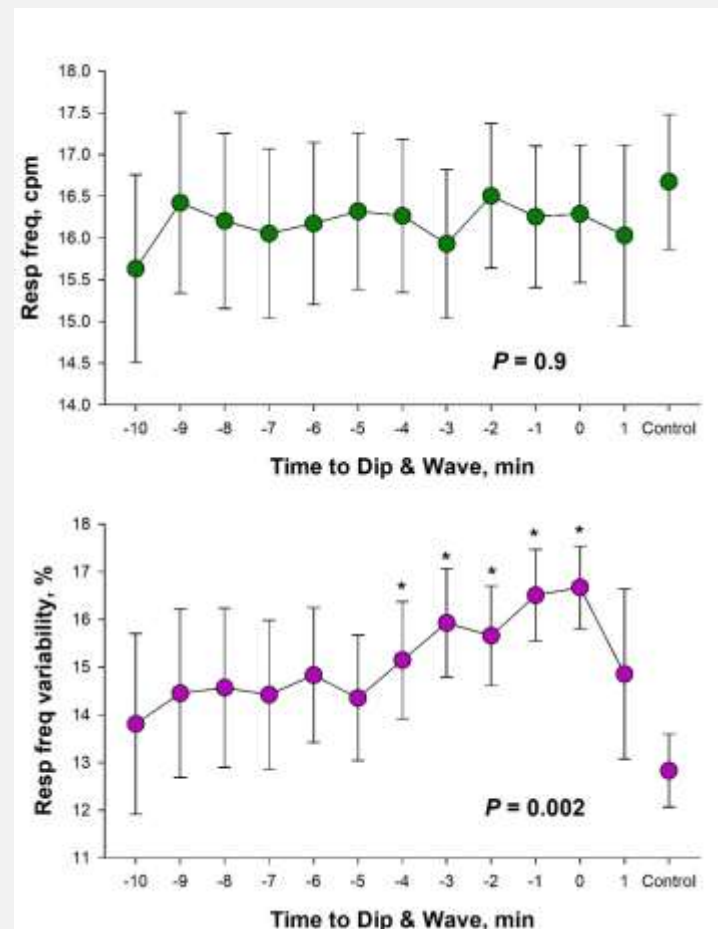 18.0
17.5
17.0
16.5
16.0
15.5
15.0
14.5
14.0
Resp freq, cpm
P = 0.9
-10 -9 -8 -7 -6 -5 -4 -3 -2 -1 0 1 Control
Time to Dip & Wave, min
18
17
16
15
14
13
12
11
Resp freq variability, %
* * * * *
P = 0.002
-10 -9 -8 -7 -6 -5 -4 -3 -2 -1 0 1 Control
Time to Dip & Wave, min